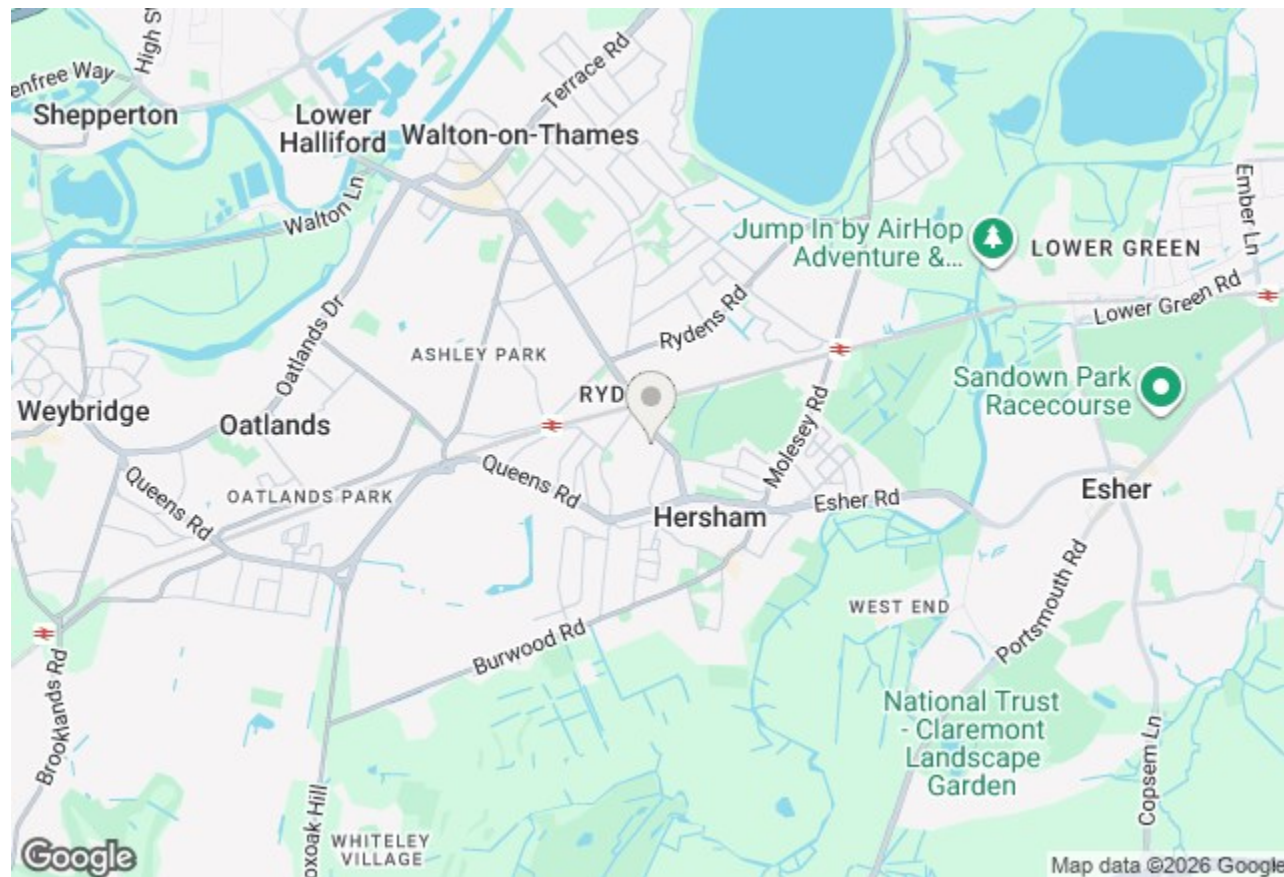 High St
enfree Way
Shepperton
Lower
Halliford
Terrace Rd
Walton-on-Thames
Walton Ln
Ember Ln
Jump In by AirHop
Adventure &...
LOWER GREEN
Lower Green Rd
Oatlands Dr
Rydens Rd
ASHLEY PARK
RYD
Sandown Park
Racecourse
Weybridge
Oatlands
Molesey Rd
Queens Rd
Queens Rd
OATLANDS PARK
Esher Rd
Esher
Hersham
WEST END
Portsmouth Rd
Burwood Rd
Brooklands Rd
National Trust
- Claremont
Landscape
Garden
Copsem Ln
oxoak Hill
WHITELEY
VILLAGE
Google
Map data ©2026 Google